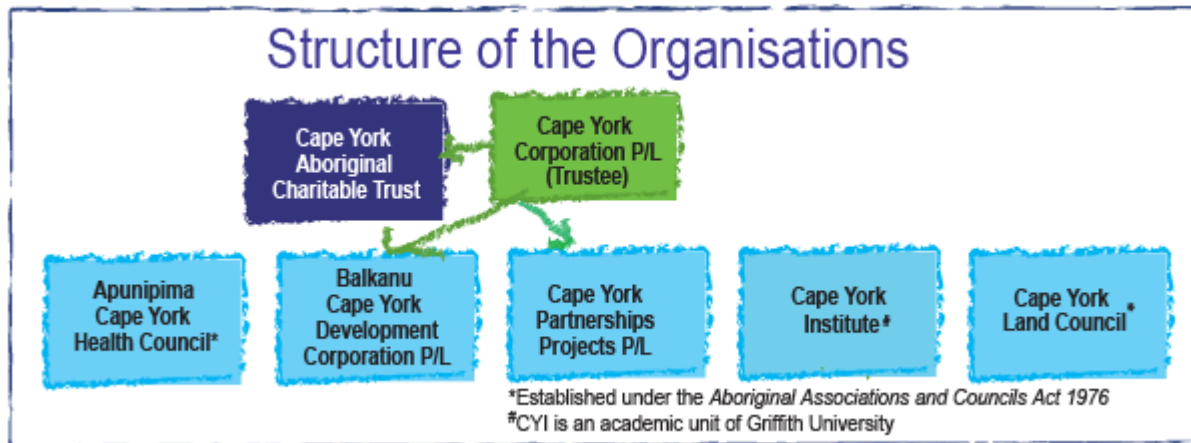 Structure of the Organisations
Cape York
Aboriginal
Charitable Trust
Cape York
Corporation P/L
(Trustee)
Apunipima
Cape York
Health Council*
Balkanu
Cape York
Development
Corporation P/L
Cape York
Partnerships
Projects P/L
Cape York
Institute#
Cape York
Land Council*
*Established under the Aboriginal Associations and Councils Act 1976
#CYI is an academic unit of Griffith University